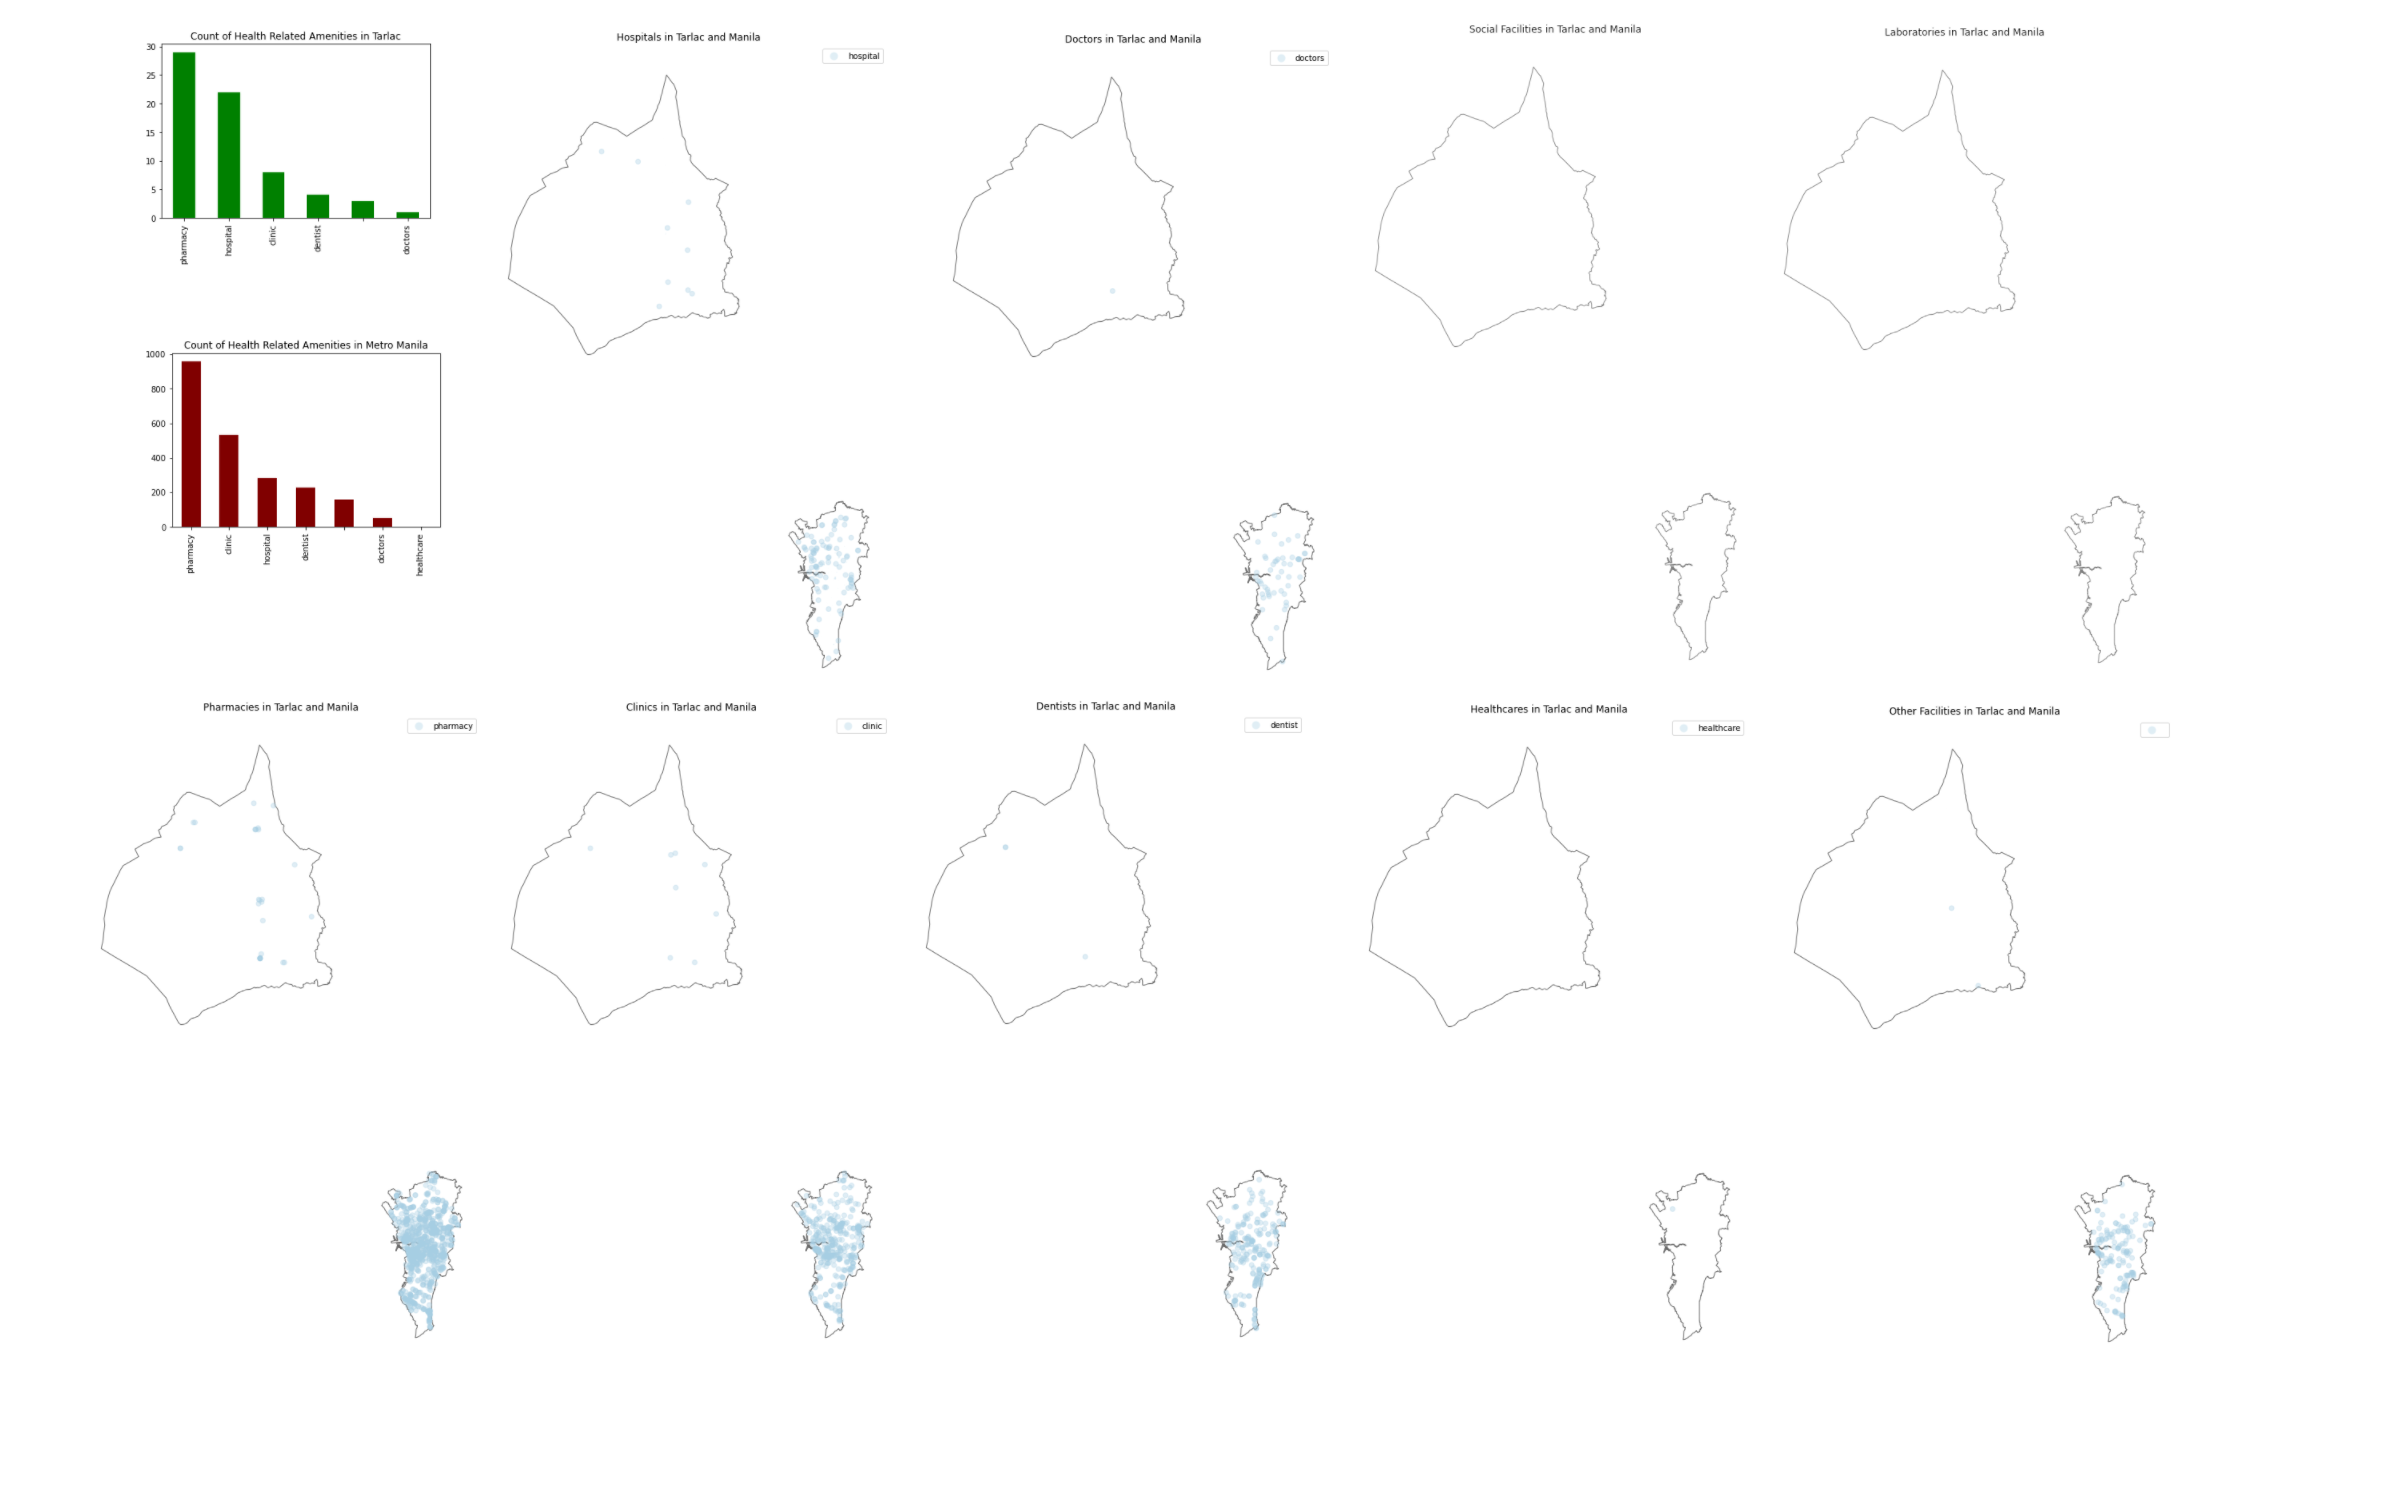 Count of Health Related Amenities in Tarlac
30
25
20
15
10
5
0
pharmacy
hospital
clinic
dentist
doctors
Hospitals in Tarlac and Manila
hospital
Doctors in Tarlac and Manila
doctors
Social Facilities in Tarlac and Manila
Laboratories in Tarlac and Manila
Count of Health Related Amenities in Metro Manila
1000
800
600
400
200
0
pharmacy
clinic
hospital
dentist
doctors
healthcare
Pharmacies in Tarlac and Manila
pharmacy
Clinics in Tarlac and Manila
clinic
Dentists in Tarlac and Manila
dentist
Healthcares in Tarlac and Manila
healthcare
Other Facilities in Tarlac and Manila